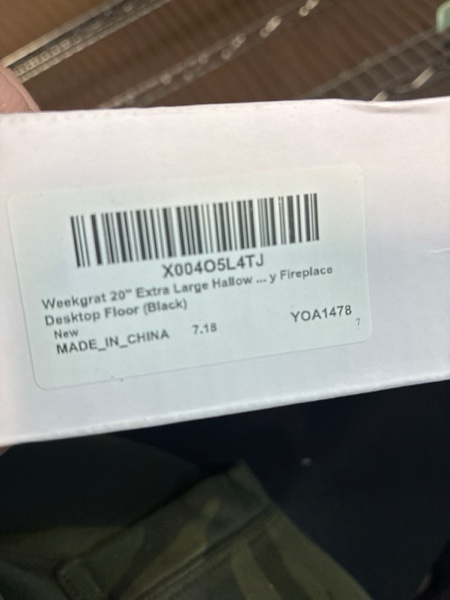 X004O5L4TJ
Weekgrat 20" Extra Large Hallow ... y Fireplace
Desktop Floor (Black)
New
MADE_IN_CHINA 7.18 YOA1478
7